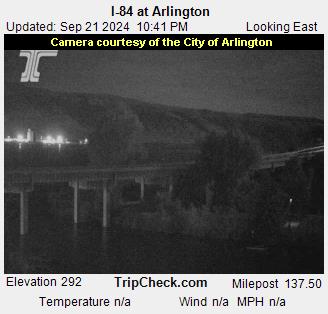 I-84 at Arlington
Updated: Sep 21 2024 10:41 PM Looking East
Camera courtesy of the City of Arlington
Elevation 292 TripCheck.com Milepost 137.50
Temperature n/a Wind n/a MPH n/a